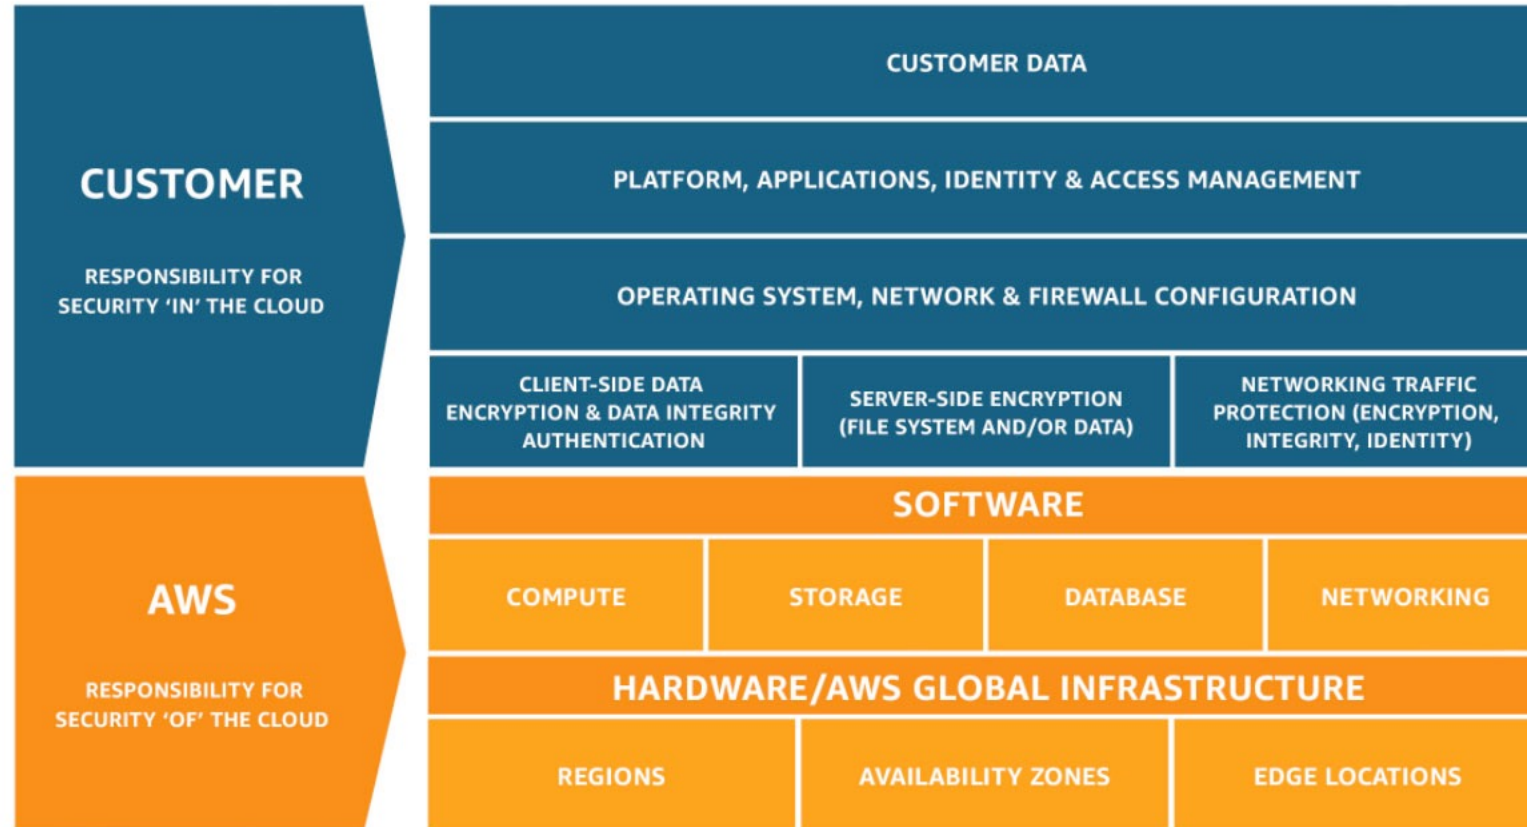 CUSTOMER
RESPONSIBILITY FOR
SECURITY ‘IN’ THE CLOUD
CUSTOMER DATA
PLATFORM, APPLICATIONS, IDENTITY & ACCESS MANAGEMENT
OPERATING SYSTEM, NETWORK & FIREWALL CONFIGURATION
CLIENT-SIDE DATA
ENCRYPTION & DATA INTEGRITY
AUTHENTICATION
SERVER-SIDE ENCRYPTION
(FILE SYSTEM AND/OR DATA)
NETWORKING TRAFFIC
PROTECTION (ENCRYPTION,
INTEGRITY, IDENTITY)
AWS
RESPONSIBILITY FOR
SECURITY ‘OF’ THE CLOUD
SOFTWARE
COMPUTE
STORAGE
DATABASE
NETWORKING
HARDWARE/AWS GLOBAL INFRASTRUCTURE
REGIONS
AVAILABILITY ZONES
EDGE LOCATIONS